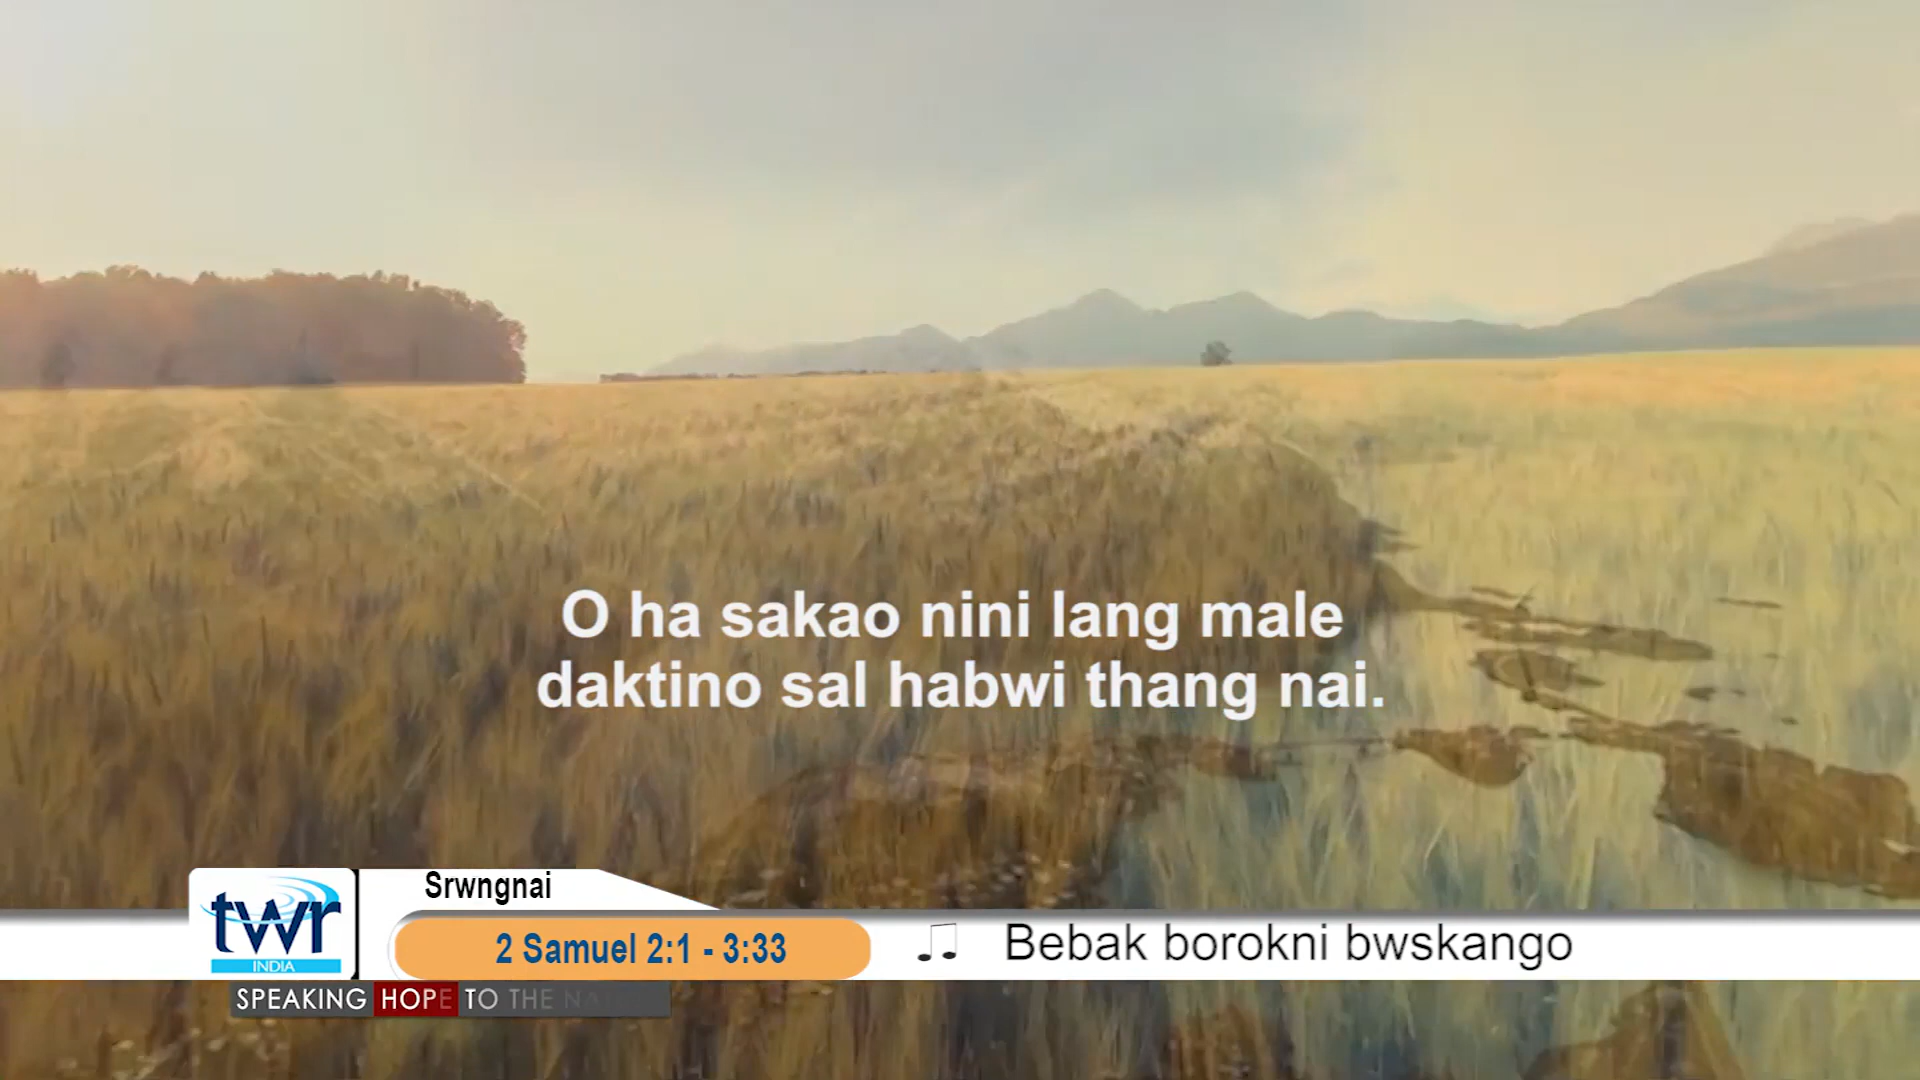 O ha sakao nini lang male
daktino sal habwi thang nai.
Srwngnai
twr
INDIA
2 Samuel 2:1 - 3:33
Bebak borokni bwskango
SPEAKING HOPE TO THE